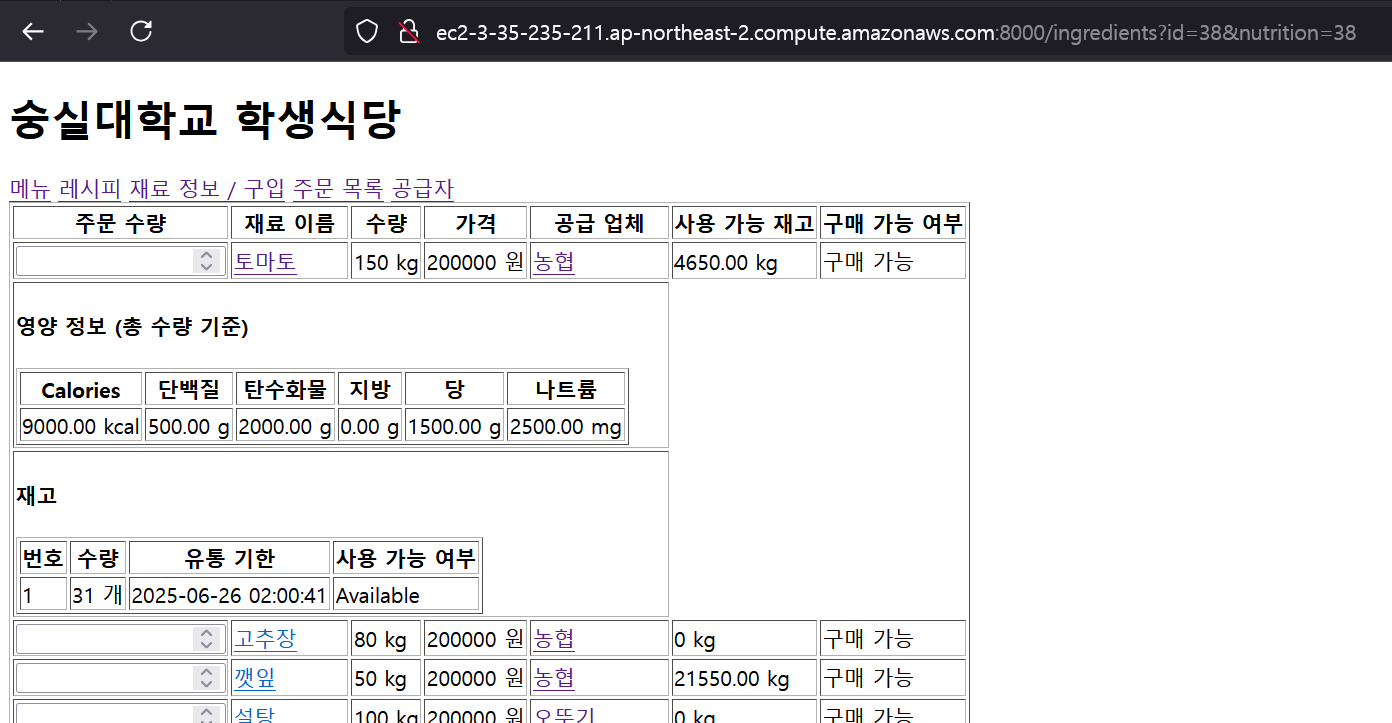 ec2-3-35-235-211.ap-northeast-2.compute.amazonaws.com:8000/ingredients?id=38&nutrition=38
숭실대학교 학생식당
메뉴 레시피 재료 정보 / 구입 주문 목록 공급자
주문 수량 재료 이름 수량 가격 공급 업체 사용 가능 재고 구매 가능 여부
토마토 150 kg 200000 원 농협 4650.00 kg 구매 가능
영양 정보 (총 수량 기준)
Calories 단백질 탄수화물 지방 당 나트륨
9000.00 kcal 500.00 g 2000.00 g 0.00 g 1500.00 g 2500.00 mg
재고
번호 수량 유통 기한 사용 가능 여부
1 31 개 2025-06-26 02:00:41 Available
고추장 80 kg 200000 원 농협 0 kg 구매 가능
깻잎 50 kg 200000 원 농협 21550.00 kg 구매 가능
설탕 100 kg 200000 원 오뚜기 0 kg 구매 가능